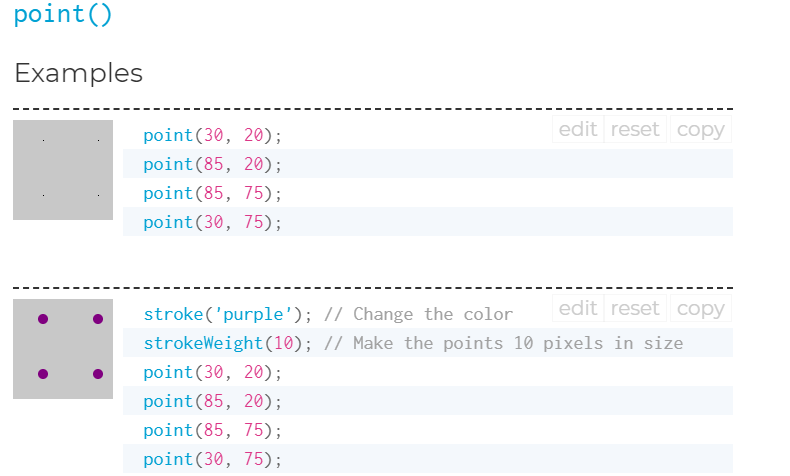 point()
Examples
edit reset copy
point(30, 20);
point(85, 20);
point(85, 75);
point(30, 75);
edit reset copy
stroke('purple'); // Change the color
strokeWeight(10); // Make the points 10 pixels in size
point(30, 20);
point(85, 20);
point(85, 75);
point(30, 75);